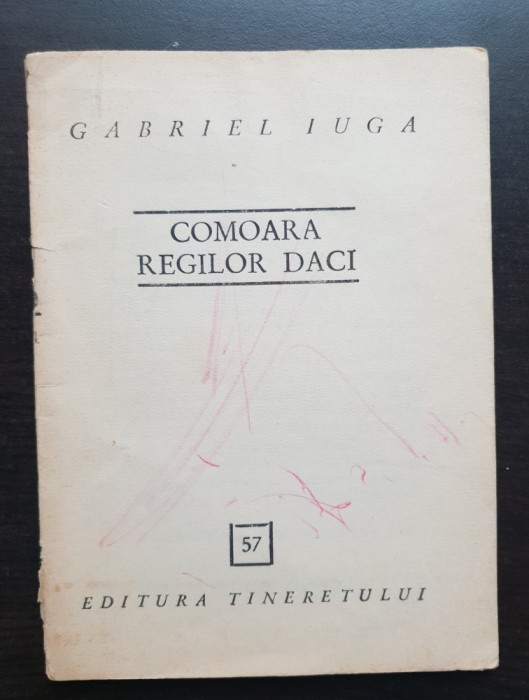 GABRIEL IUGA
COMOARA
REGILOR DACI
57
EDITURA TINERETULUI